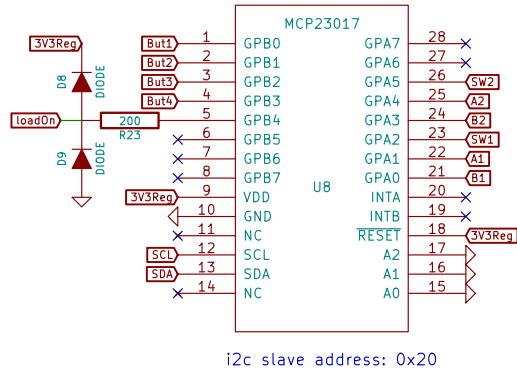 MCP23017
3V3Reg
D8
DIODE
loadOn
200
R23
D9
DIODE
But1 1 GPB0 GPA7 28
But2 2 GPB1 GPA6 27
But3 3 GPB2 GPA5 26 SW2
But4 4 GPB3 GPA4 25 A2
5 GPB4 GPA3 24 B2
6 GPB5 GPA2 23 SW1
7 GPB6 GPA1 22 A1
8 GPB7 GPA0 21 B1
U8
3V3Reg 9 VDD INTA 20
10 GND INTB 19
11 NC RESET 18 3V3Reg
SCL 12 SCL A2 17
SDA 13 SDA A1 16
14 NC A0 15
i2c slave address: 0x20